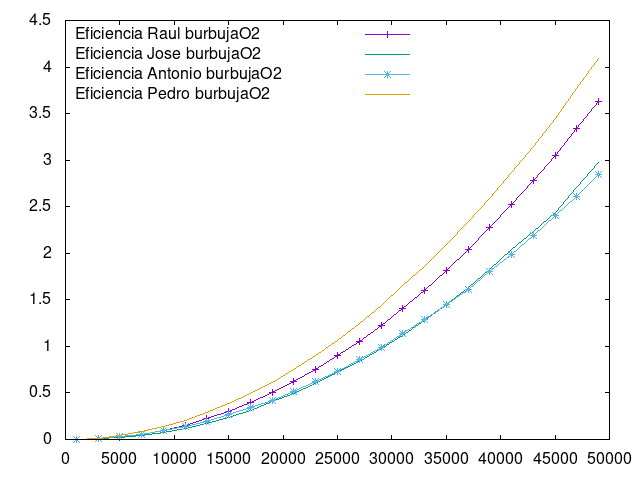 4.5
4
3.5
3
2.5
2
1.5
1
0.5
0
Eficiencia Raul burbujaO2
Eficiencia Jose burbujaO2
Eficiencia Antonio burbujaO2
Eficiencia Pedro burbujaO2
0 5000 10000 15000 20000 25000 30000 35000 40000 45000 50000